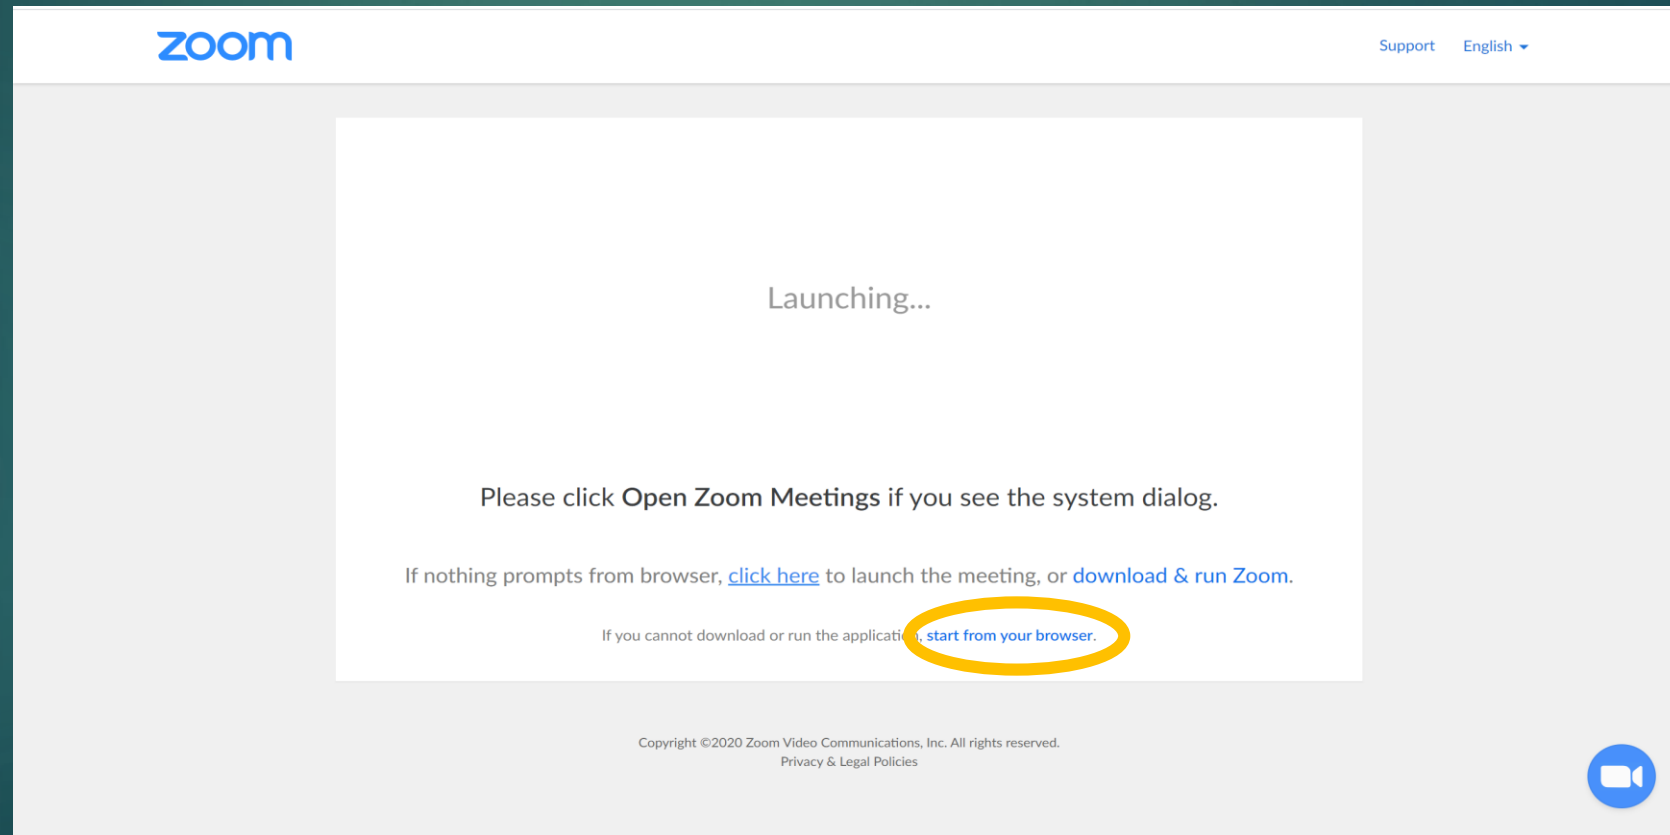 zoom
Support English
Launching...
Please click Open Zoom Meetings if you see the system dialog.
If nothing prompts from browser, click here to launch the meeting, or download & run Zoom.
If you cannot download or run the application, start from your browser.
Copyright ©2020 Zoom Video Communications, Inc. All rights reserved.
Privacy & Legal Policies